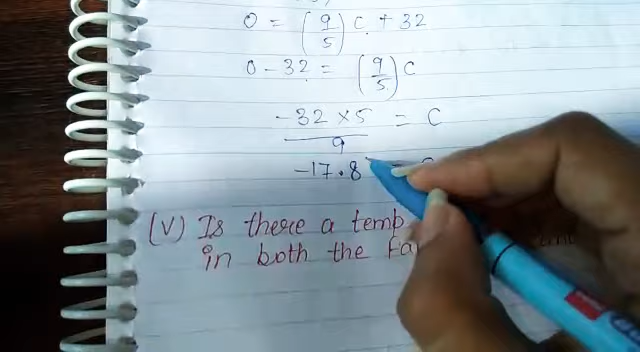 0 = (9/5) C + 32
0 - 32 = (9/5) C
-32 × 5 / 9 = C
-17.8
(V) Is there a temp
in both the Fa